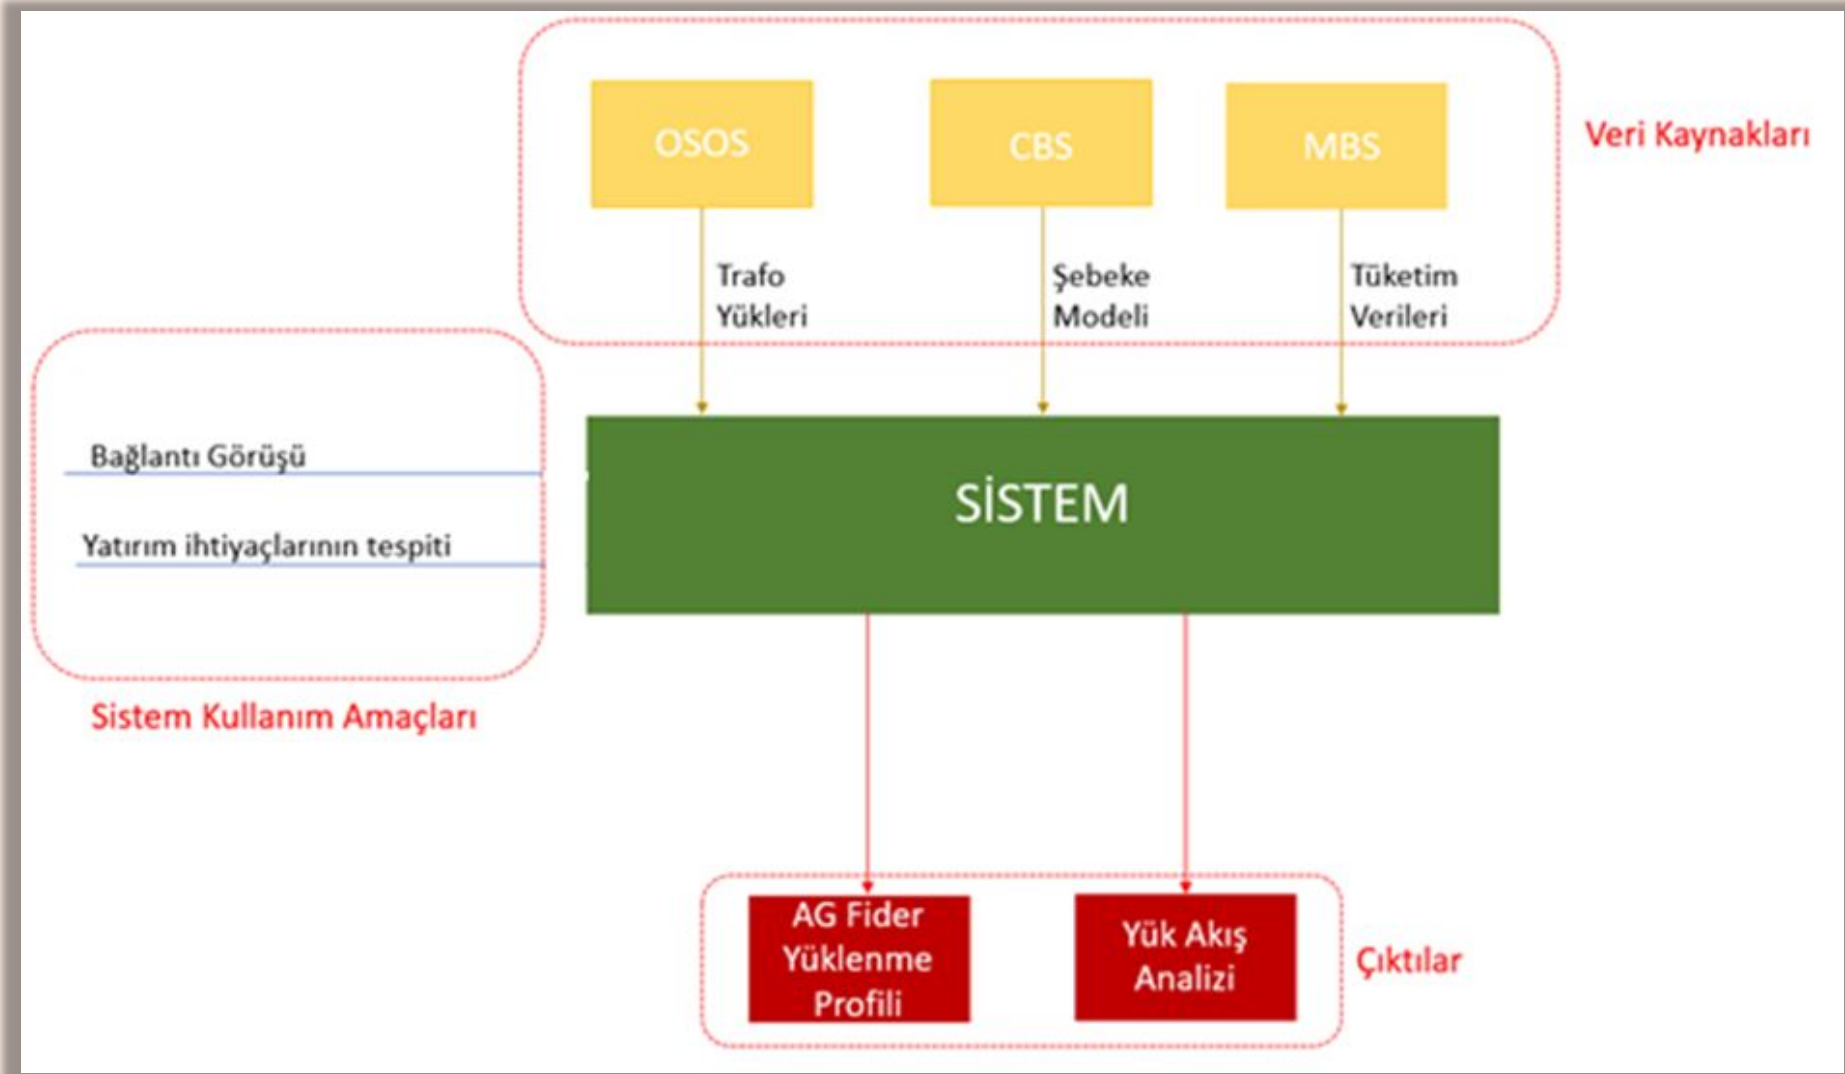 OSOS
CBS
MBS
Veri Kaynakları
Trafo
Yükleri
Şebeke
Modeli
Tüketim
Verileri
Bağlantı Görüşü
Yatırım ihtiyaçlarının tespiti
Sistem Kullanım Amaçları
SİSTEM
AG Fider
Yüklenme
Profili
Yük Akış
Analizi
Çıktılar